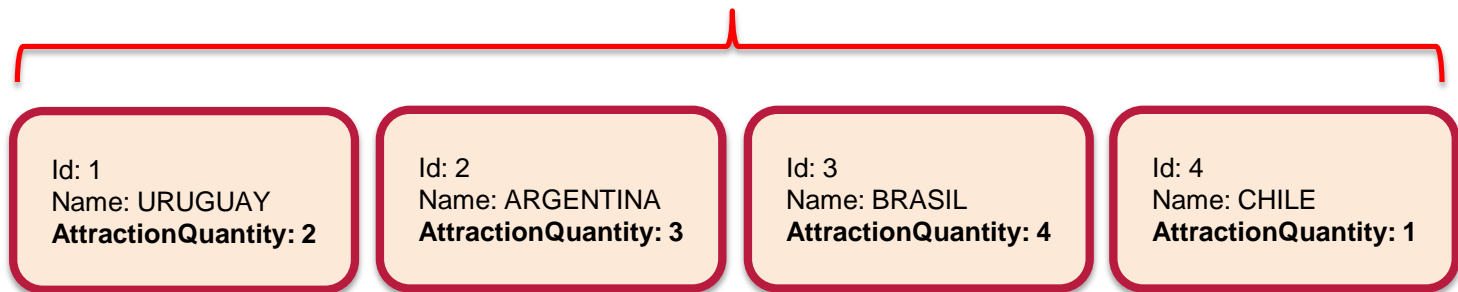 Id: 1
Name: URUGUAY
AttractionQuantity: 2
Id: 2
Name: ARGENTINA
AttractionQuantity: 3
Id: 3
Name: BRASIL
AttractionQuantity: 4
Id: 4
Name: CHILE
AttractionQuantity: 1